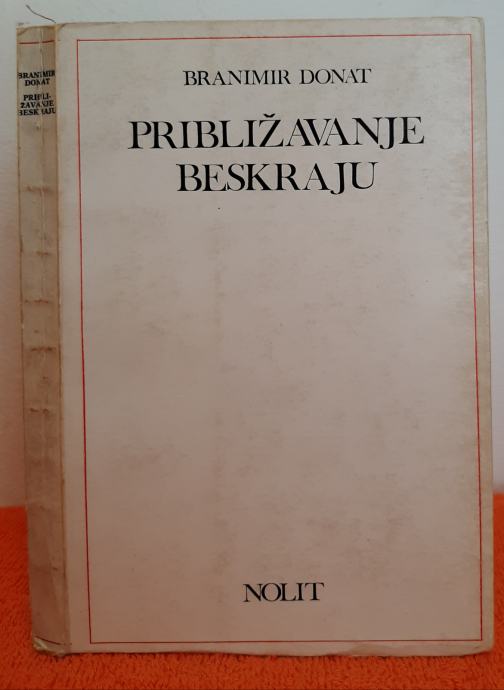 BRANIMIR
DONAT
PRIBLI-
ŽAVANJE
BESKRAJU
BRANIMIR DONAT
PRIBLIŽAVANJE
BESKRAJU
NOLIT